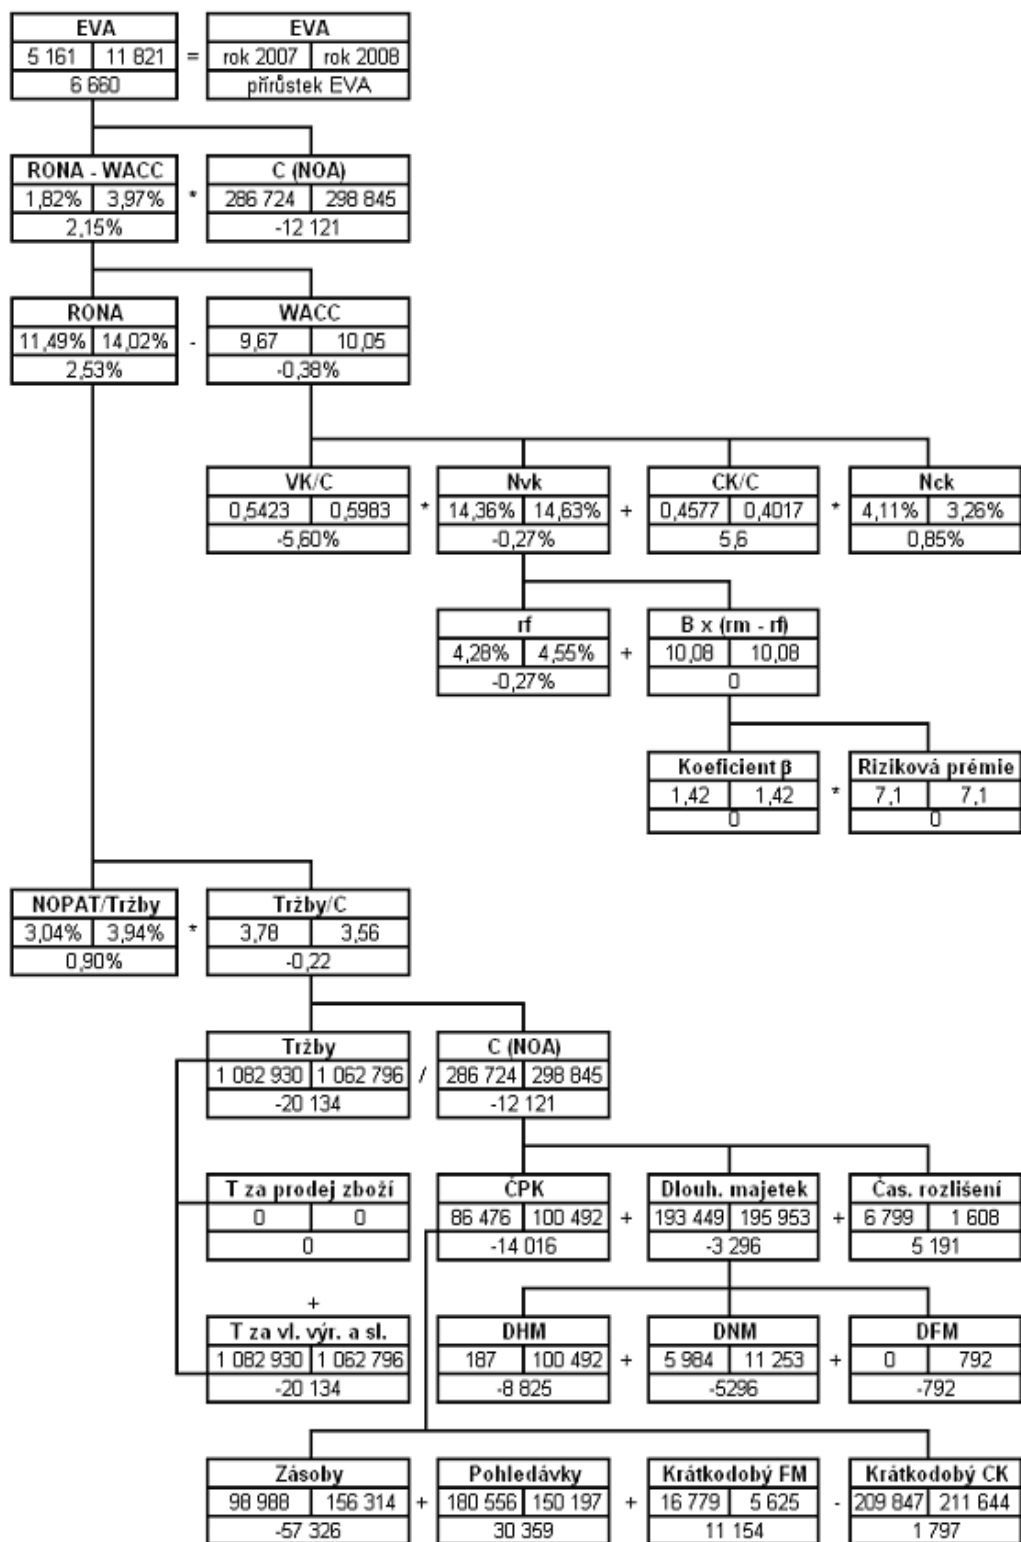 EVA EVA
5 161 11 821 = rok 2007 rok 2008
6 660 přírůstek EVA
RONA - WACC C (NOA)
1,82% 3,97% * 286 724 298 845
2,15% -12 121
RONA WACC
11,49% 14,02% - 9,67 10,05
2,53% -0,38%
VK/C Nvk CK/C Nck
0,5423 0,5983 * 14,36% 14,63% + 0,4577 0,4017 * 4,11% 3,26%
-5,60% -0,27% 5,6 0,85%
rf B x (rm - rf)
4,28% 4,55% + 10,08 10,08
-0,27% 0
Koeficient β Riziková prémie
1,42 1,42 * 7,1 7,1
0 0
NOPAT/Tržby Tržby/C
3,04% 3,94% * 3,78 3,56
0,90% -0,22
Tržby C (NOA)
1 082 930 1 062 796 / 286 724 298 845
-20 134 -12 121
T za prodej zboží ČPK Dlouh. majetek Čas. rozlišení
0 0 86 476 100 492 + 193 449 195 953 + 6 799 1 608
0 -14 016 -3 296 5 191
+
T za vl. výr. a sl. DHM DNM DFM
1 082 930 1 062 796 187 100 492 + 5 984 11 253 + 0 792
-20 134 -8 825 -5296 -792
Zásoby Pohledávky Krátkodobý FM Krátkodobý CK
98 988 156 314 + 180 556 150 197 + 16 779 5 625 - 209 847 211 644
-57 326 30 359 11 154 1 797